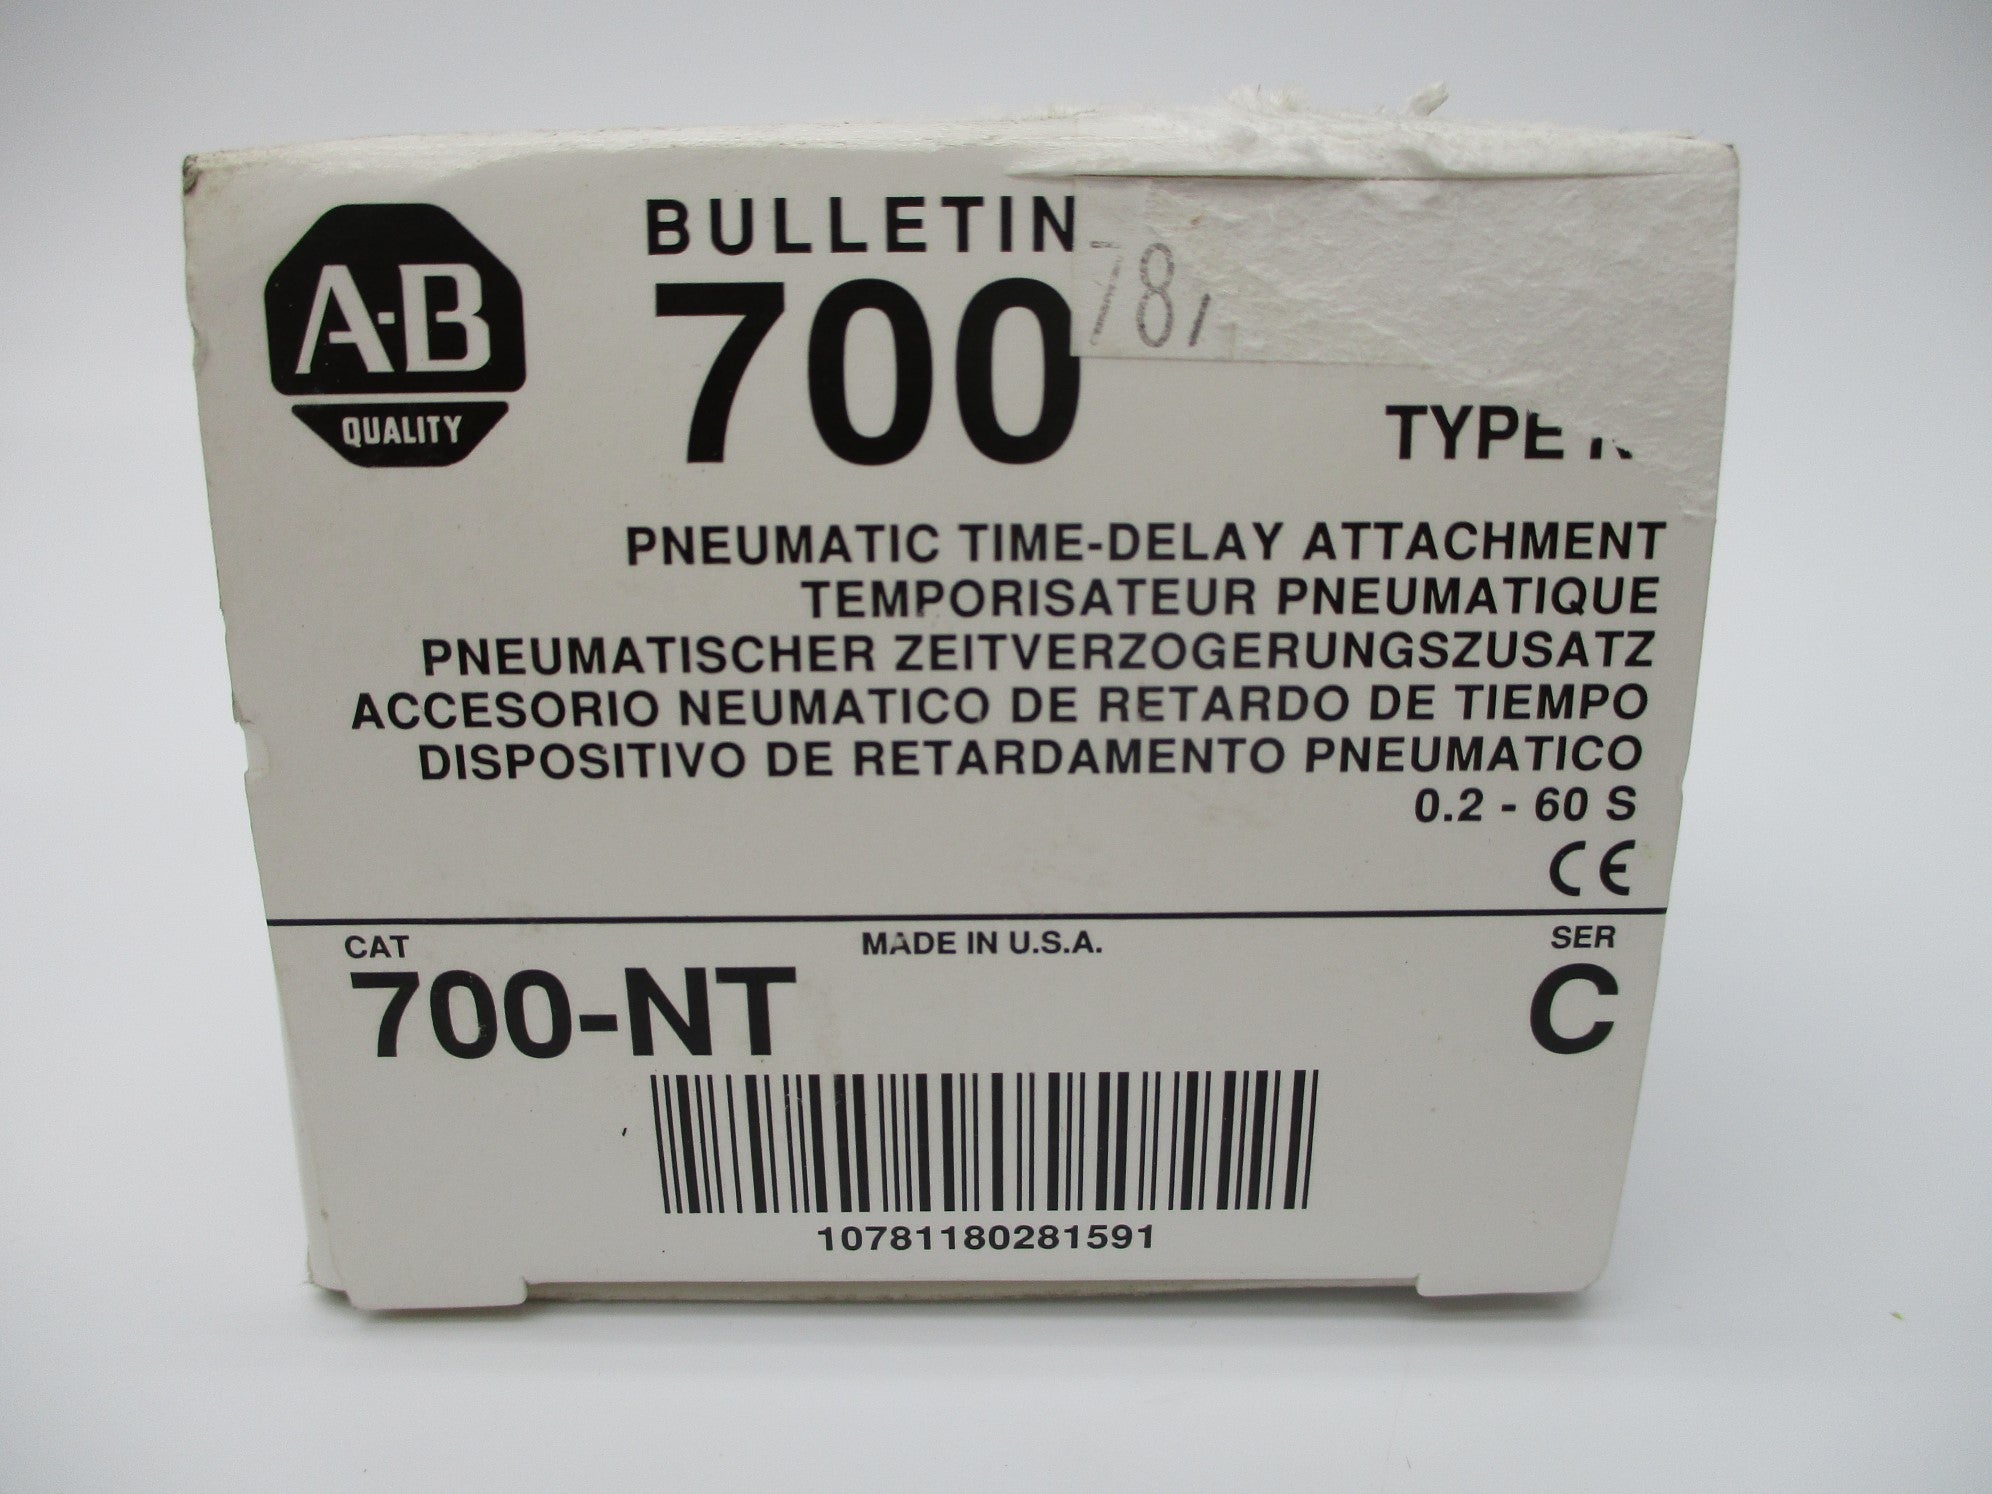 A-B
QUALITY
BULLETIN
700
78,
TYPE
PNEUMATIC TIME-DELAY ATTACHMENT
TEMPORISATEUR PNEUMATIQUE
PNEUMATISCHER ZEITVERZOGERUNGSZUSATZ
ACCESORIO NEUMATICO DE RETARDO DE TIEMPO
DISPOSITIVO DE RETARDAMENTO PNEUMATICO
0.2 - 60 S
CE
CAT
MADE IN U.S.A.
SER
700-NT
C
10781180281591